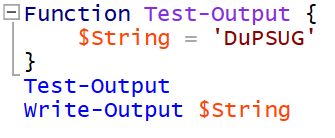 Function Test-Output {
    $String = 'DuPSUG'
}
Test-Output
Write-Output $String